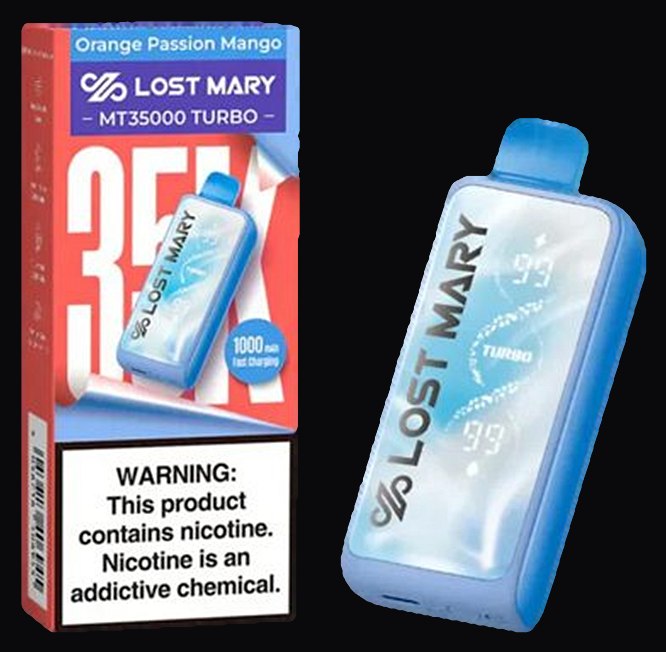 Orange Passion Mango
LOST MARY
– MT35000 TURBO –
35K
LOST MARY
1000 mAh
Fast Charging
WARNING:
This product
contains nicotine.
Nicotine is an
addictive chemical.
LOST MARY
99
TURBO
99